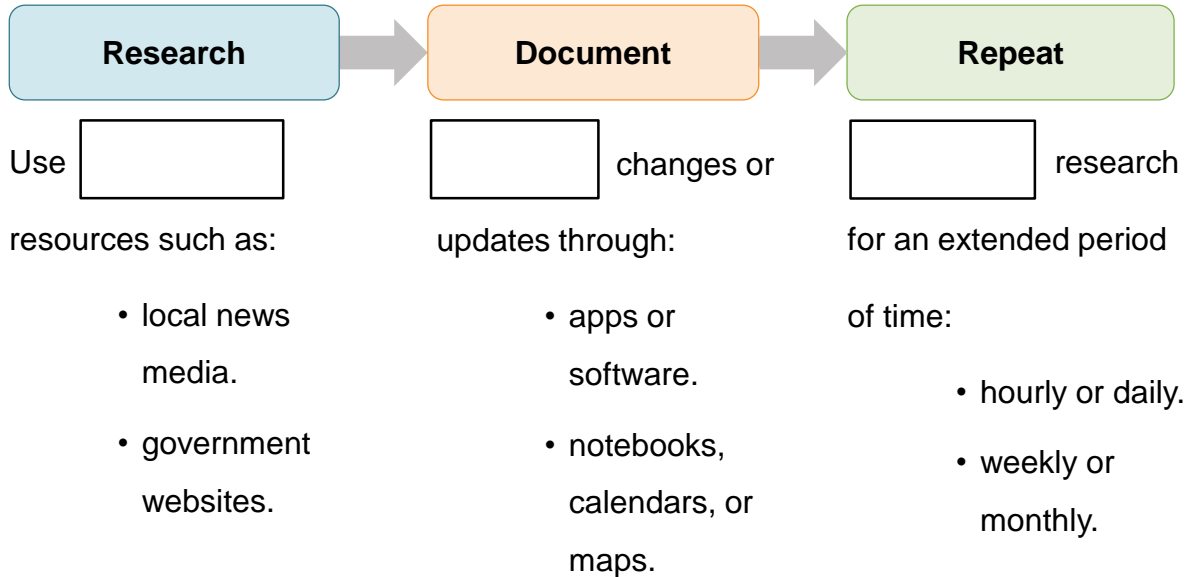 Research
Document
Repeat
Use
resources such as:
• local news
media.
• government
websites.
changes or
updates through:
• apps or
software.
• notebooks,
calendars, or
maps.
research
for an extended period
of time:
• hourly or daily.
• weekly or
monthly.